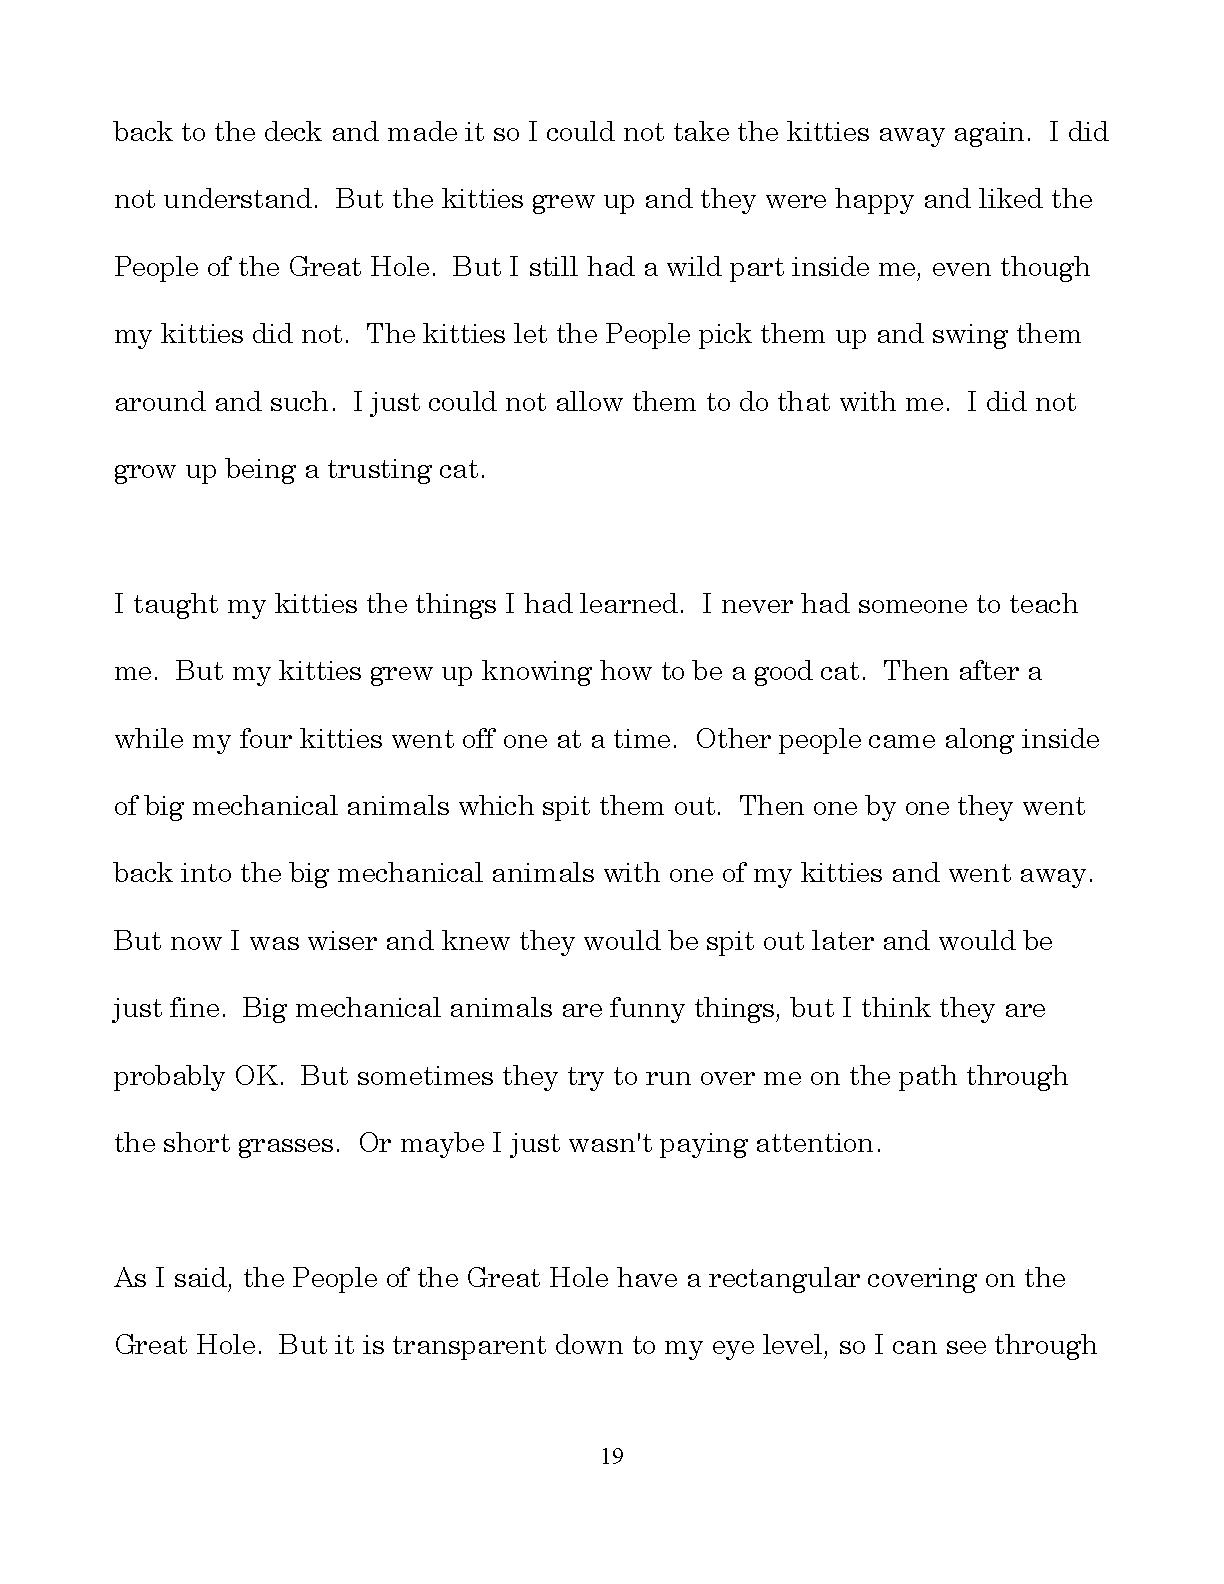 back to the deck and made it so I could not take the kitties away again.  I did
not understand.  But the kitties grew up and they were happy and liked the
People of the Great Hole.  But I still had a wild part inside me, even though
my kitties did not.  The kitties let the People pick them up and swing them
around and such.  I just could not allow them to do that with me.  I did not
grow up being a trusting cat.
I taught my kitties the things I had learned.  I never had someone to teach
me.  But my kitties grew up knowing how to be a good cat.  Then after a
while my four kitties went off one at a time.  Other people came along inside
of big mechanical animals which spit them out.  Then one by one they went
back into the big mechanical animals with one of my kitties and went away.
But now I was wiser and knew they would be spit out later and would be
just fine.  Big mechanical animals are funny things, but I think they are
probably OK.  But sometimes they try to run over me on the path through
the short grasses.  Or maybe I just wasn't paying attention.
As I said, the People of the Great Hole have a rectangular covering on the
Great Hole.  But it is transparent down to my eye level, so I can see through
19